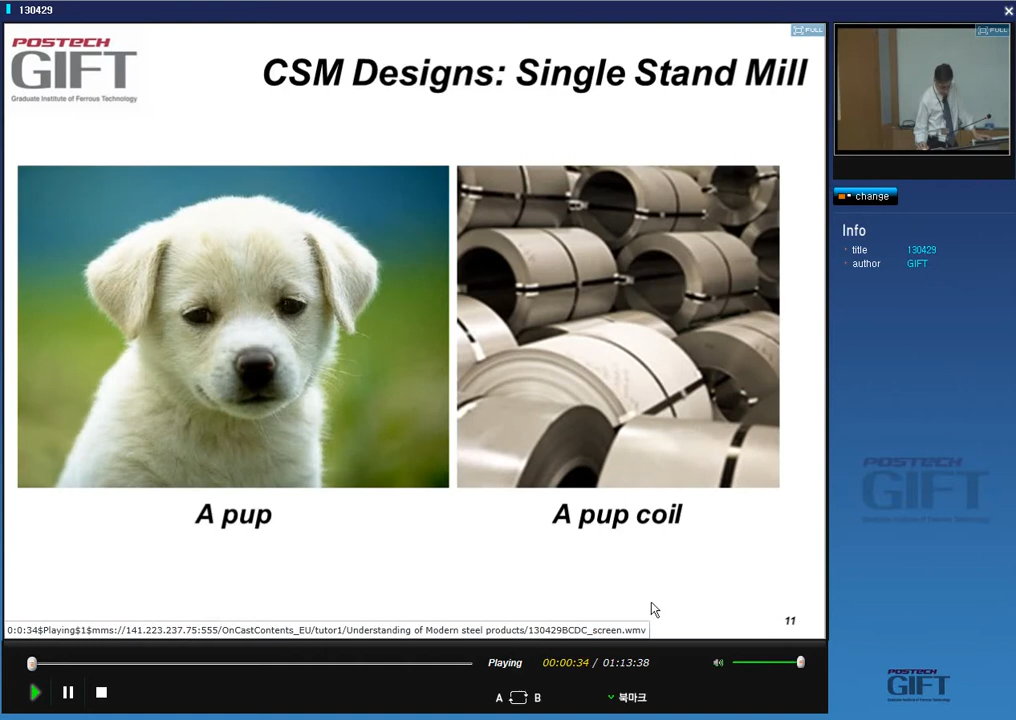 130429
POSTECH
GIFT
Graduate Institute of Ferrous Technology
CSM Designs: Single Stand Mill
FULL
FULL
A pup
A pup coil
11
0:0:34$Playing$1$mms://141.223.237.75:555/OnCastContents_EU/tutor1/Understanding of Modern steel products/130429BCDC_screen.wmv
change
Info
title 130429
author GIFT
POSTECH
GIFT
Playing 00:00:34 / 01:13:38
A B
북마크
POSTECH
GIFT